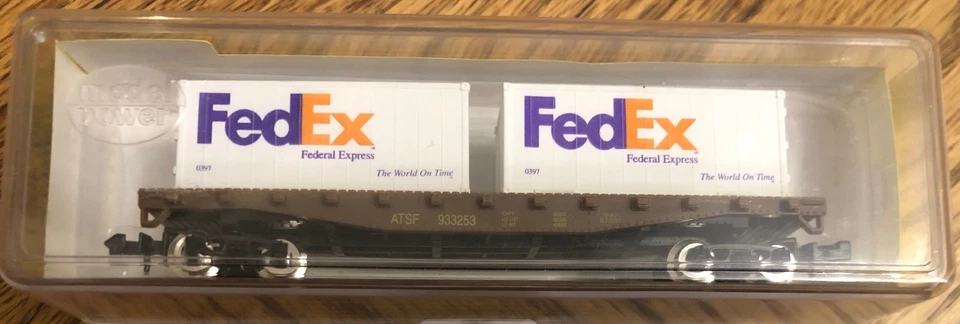 model
power
FedEx
Federal Express
0397
The World On Time
FedEx
Federal Express
0397
The World On Time
ATSF 933253